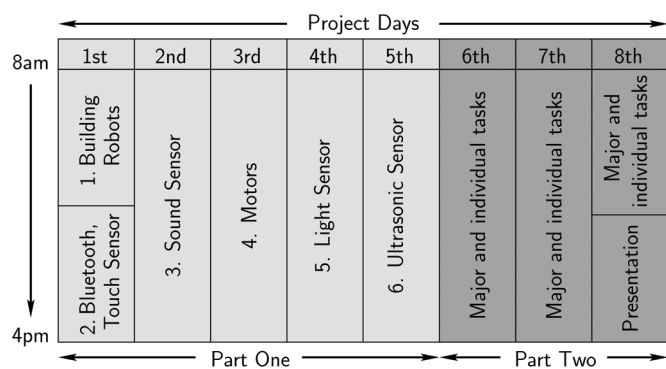 Project Days
8am
1st
2nd
3rd
4th
5th
6th
7th
8th
1. Building
Robots
2. Bluetooth,
Touch Sensor
3. Sound Sensor
4. Motors
5. Light Sensor
6. Ultrasonic Sensor
Major and individual tasks
Major and individual tasks
Major and
individual tasks
Presentation
4pm
Part One
Part Two